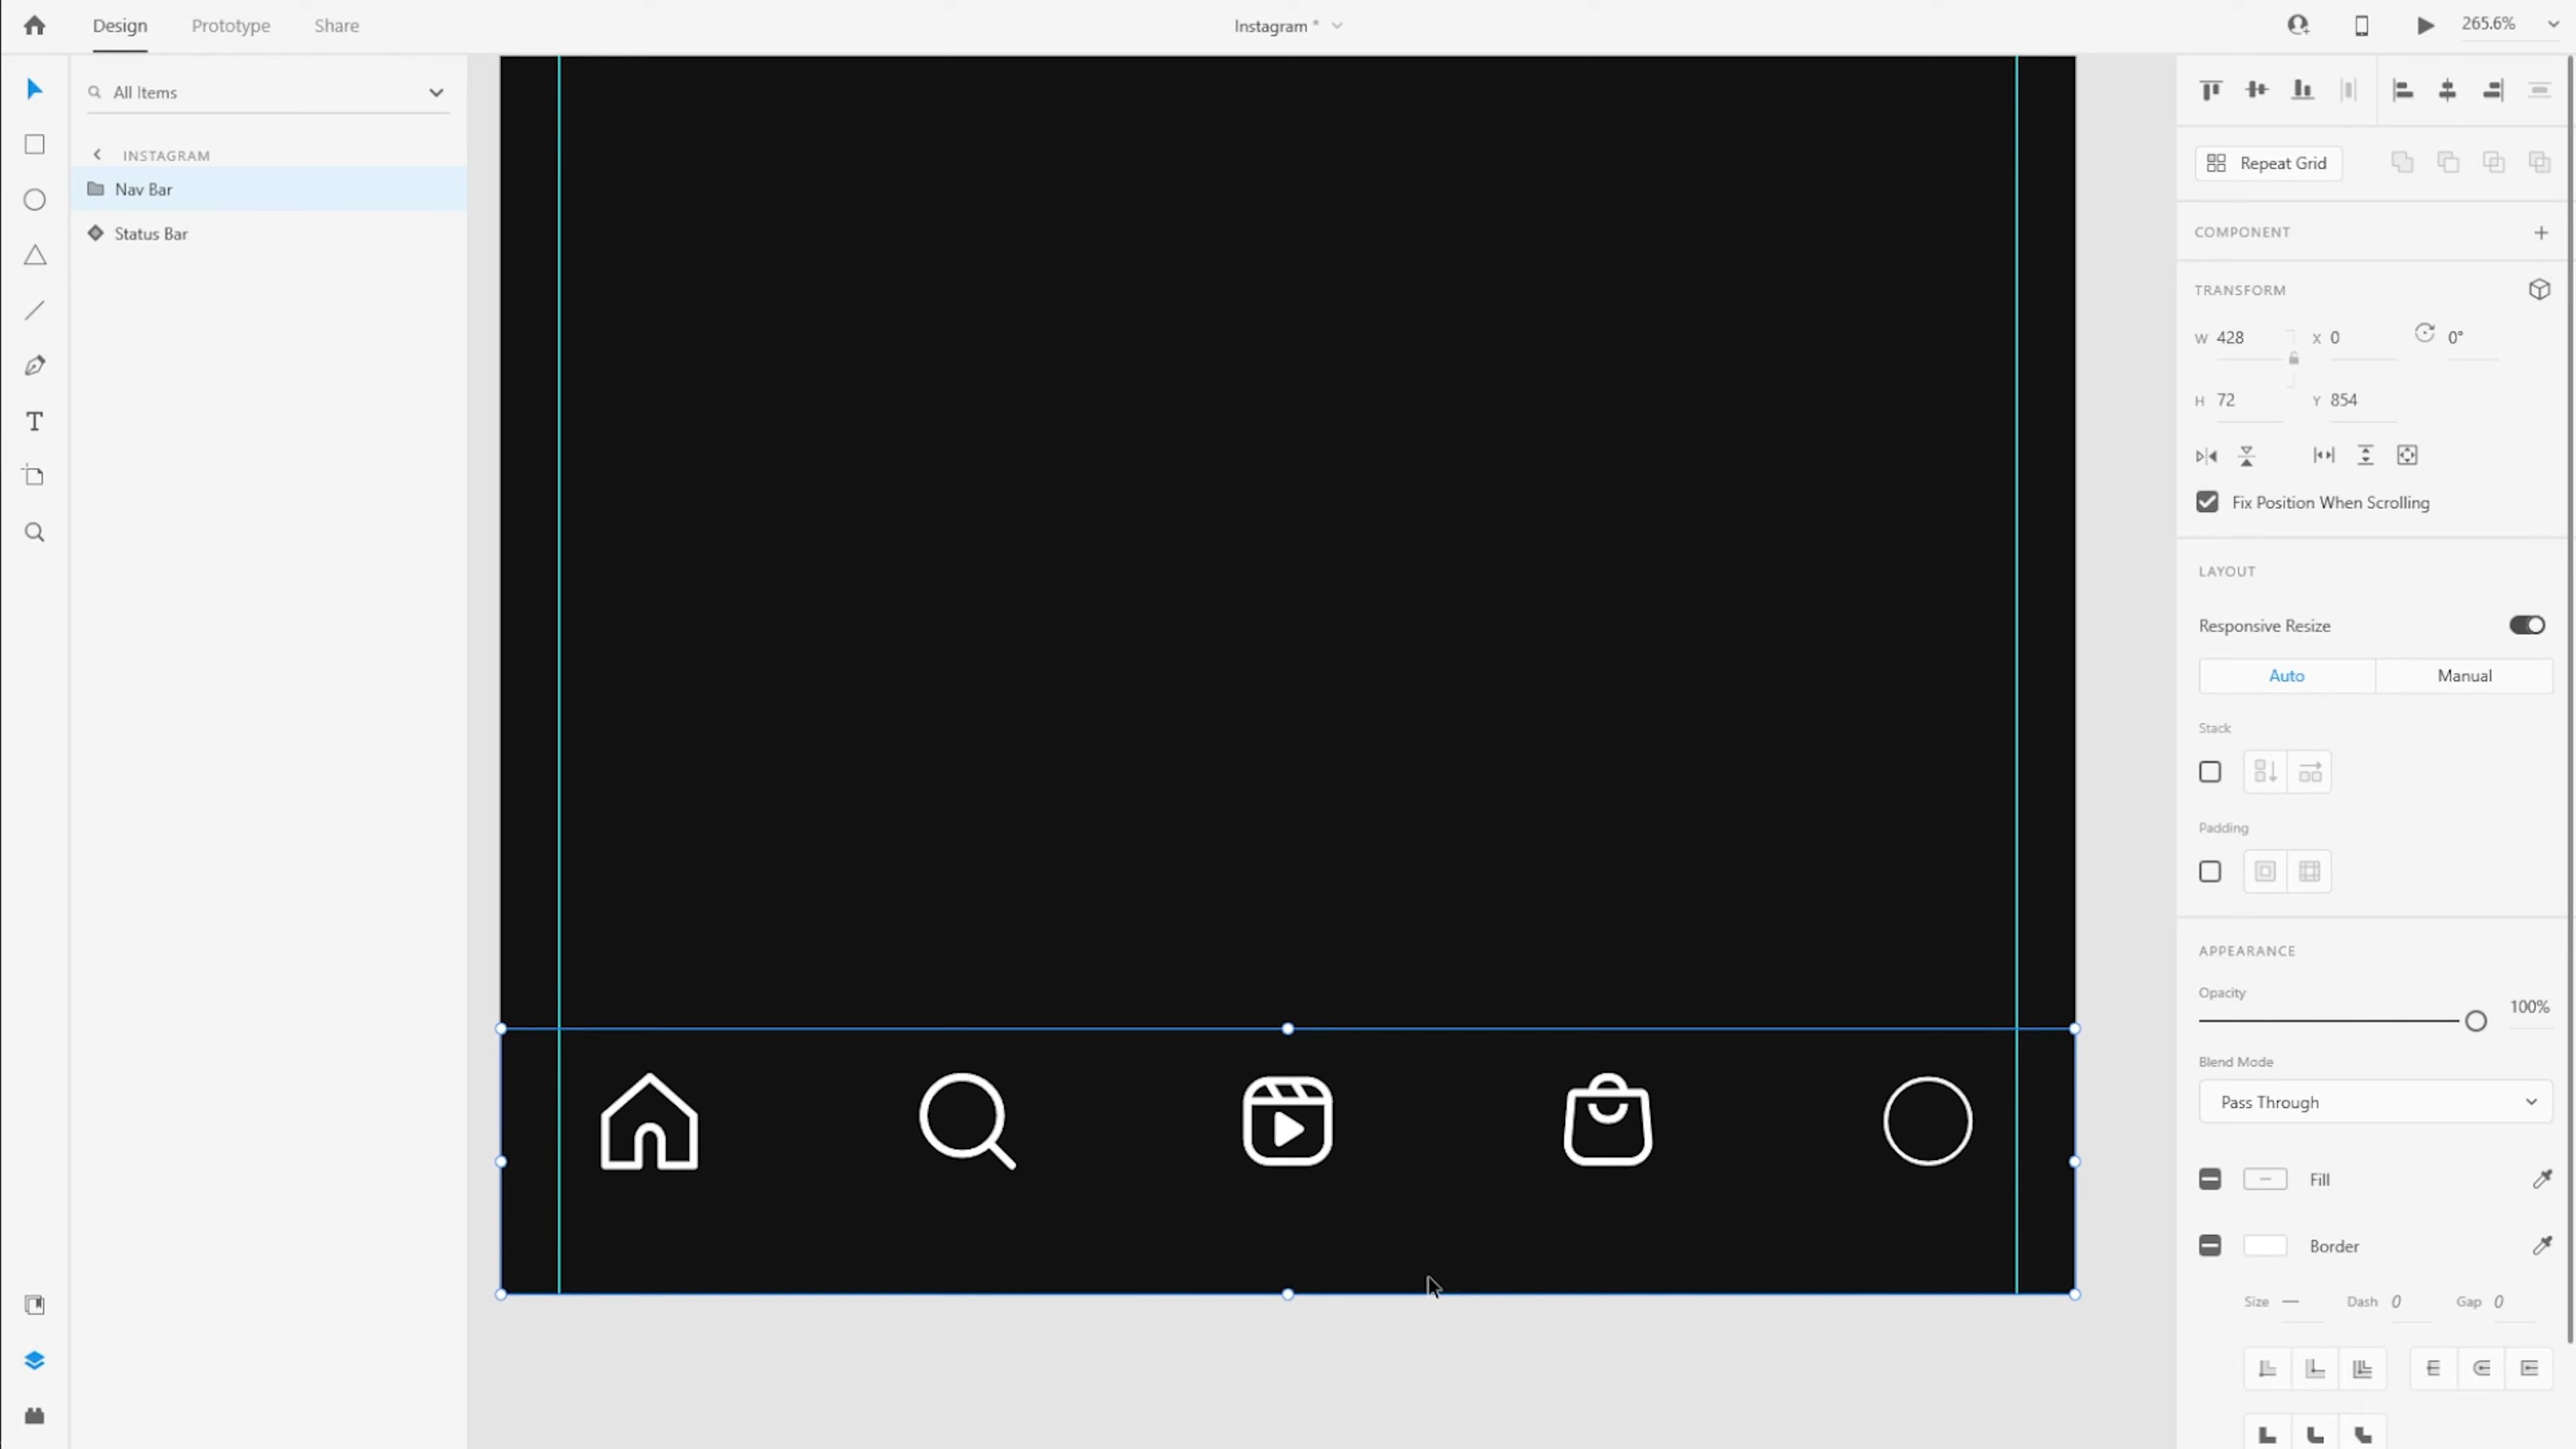 Design Prototype Share Instagram * 265.6%
All Items
INSTAGRAM
Nav Bar
Status Bar
Repeat Grid
COMPONENT
TRANSFORM
W 428 X 0 0°
H 72 Y 854
Fix Position When Scrolling
LAYOUT
Responsive Resize
Auto Manual
Stack
Padding
APPEARANCE
Opacity
100%
Blend Mode
Pass Through
Fill
Border
Size — Dash 0 Gap 0